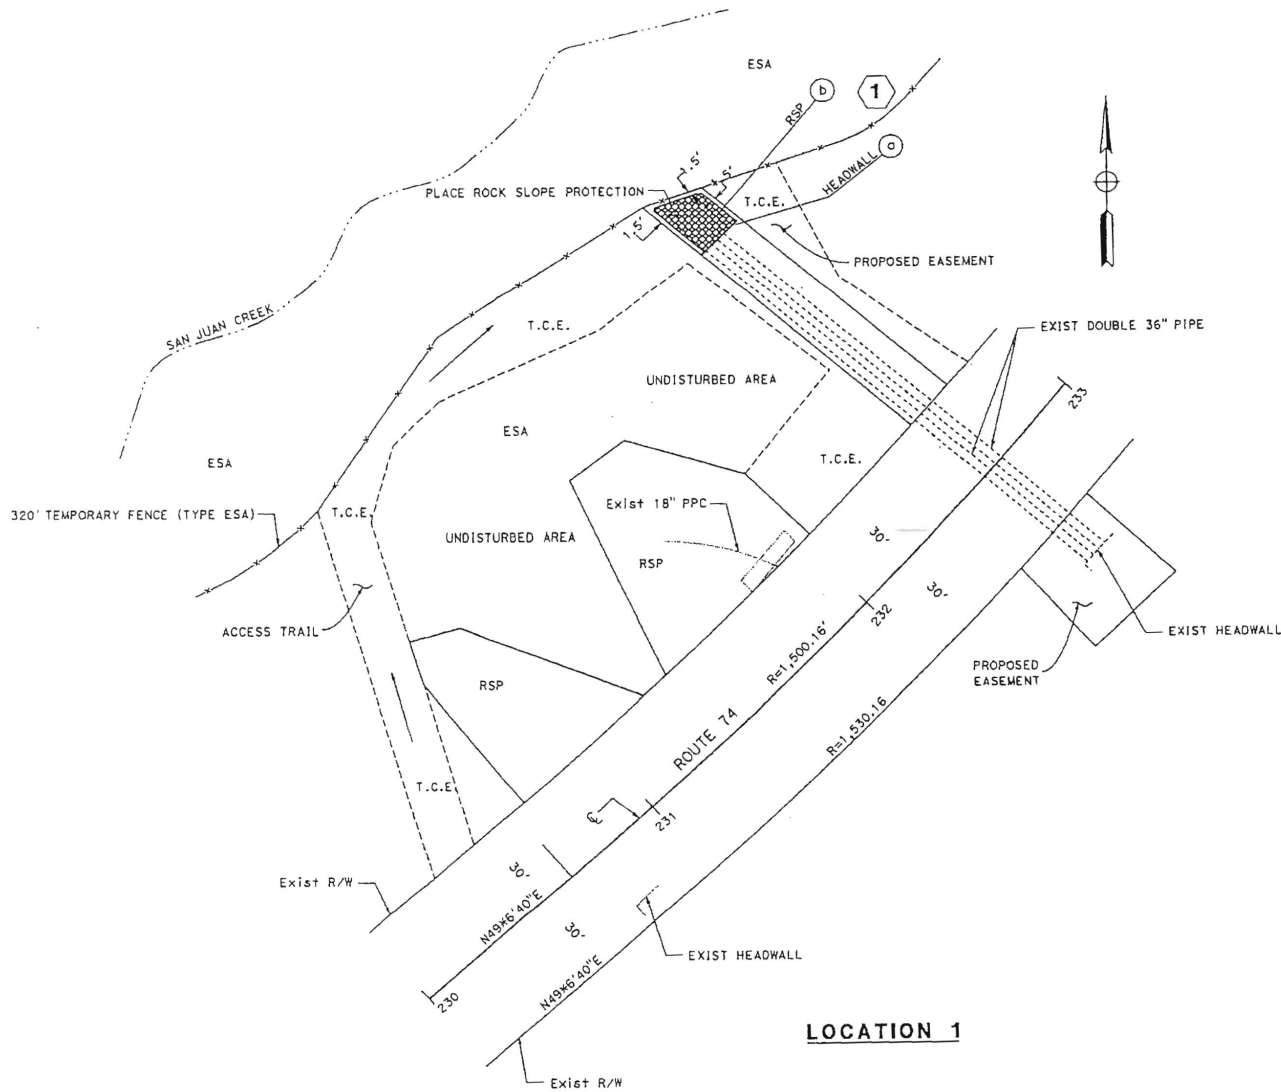 ESA
b
1
RSP
a
HEADWALL
1.5'
1.5'
PLACE ROCK SLOPE PROTECTION
T.C.E.
1.5'
PROPOSED EASEMENT
SAN JUAN CREEK
T.C.E.
EXIST DOUBLE 36" PIPE
UNDISTURBED AREA
233
ESA
ESA
T.C.E.
320' TEMPORARY FENCE (TYPE ESA)
T.C.E.
Exist 18" PPC
UNDISTURBED AREA
30-
RSP
30-
232
ACCESS TRAIL
EXIST HEADWALL
PROPOSED
EASEMENT
RSP
R=1,500.16'
ROUTE 74
R=1,530.16
T.C.E.
℄
231
30-
Exist R/W
N49*6'40"E
30-
EXIST HEADWALL
230
N49*6'40"E
LOCATION 1
Exist R/W